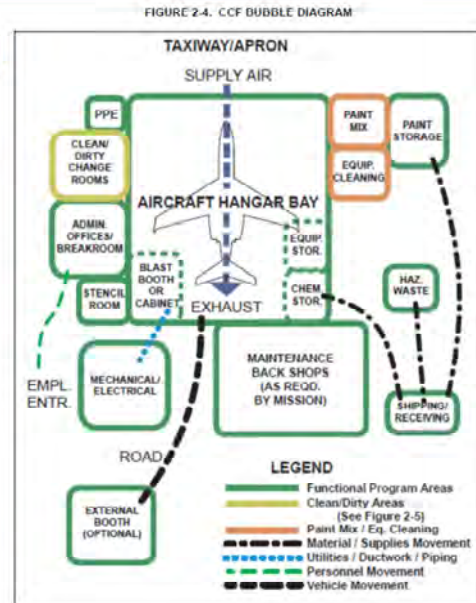 FIGURE 2-4. CCF BUBBLE DIAGRAM
TAXIWAY/APRON
SUPPLY AIR
PPE
CLEAN/
DIRTY
CHANGE
ROOMS
ADMIN.
OFFICES/
BREAKROOM
STENCIL
ROOM
AIRCRAFT HANGAR BAY
BLAST
BOOTH
OR
CABINET
EXHAUST
EQUIP.
STOR.
CHEM.
STOR.
PAINT
MIX
EQUIP.
CLEANING
PAINT
STORAGE
HAZ.
WASTE
SHIPPING/
RECEIVING
EMPL.
ENTR.
MECHANICAL/
ELECTRICAL
MAINTENANCE
BACK SHOPS
(AS REQD.
BY MISSION)
ROAD
EXTERNAL
BOOTH
(OPTIONAL)
LEGEND
Functional Program Areas
Clean/Dirty Areas
(See Figure 2-5)
Paint Mix / Eq. Cleaning
Material / Supplies Movement
Utilities / Ductwork / Piping
Personnel Movement
Vehicle Movement